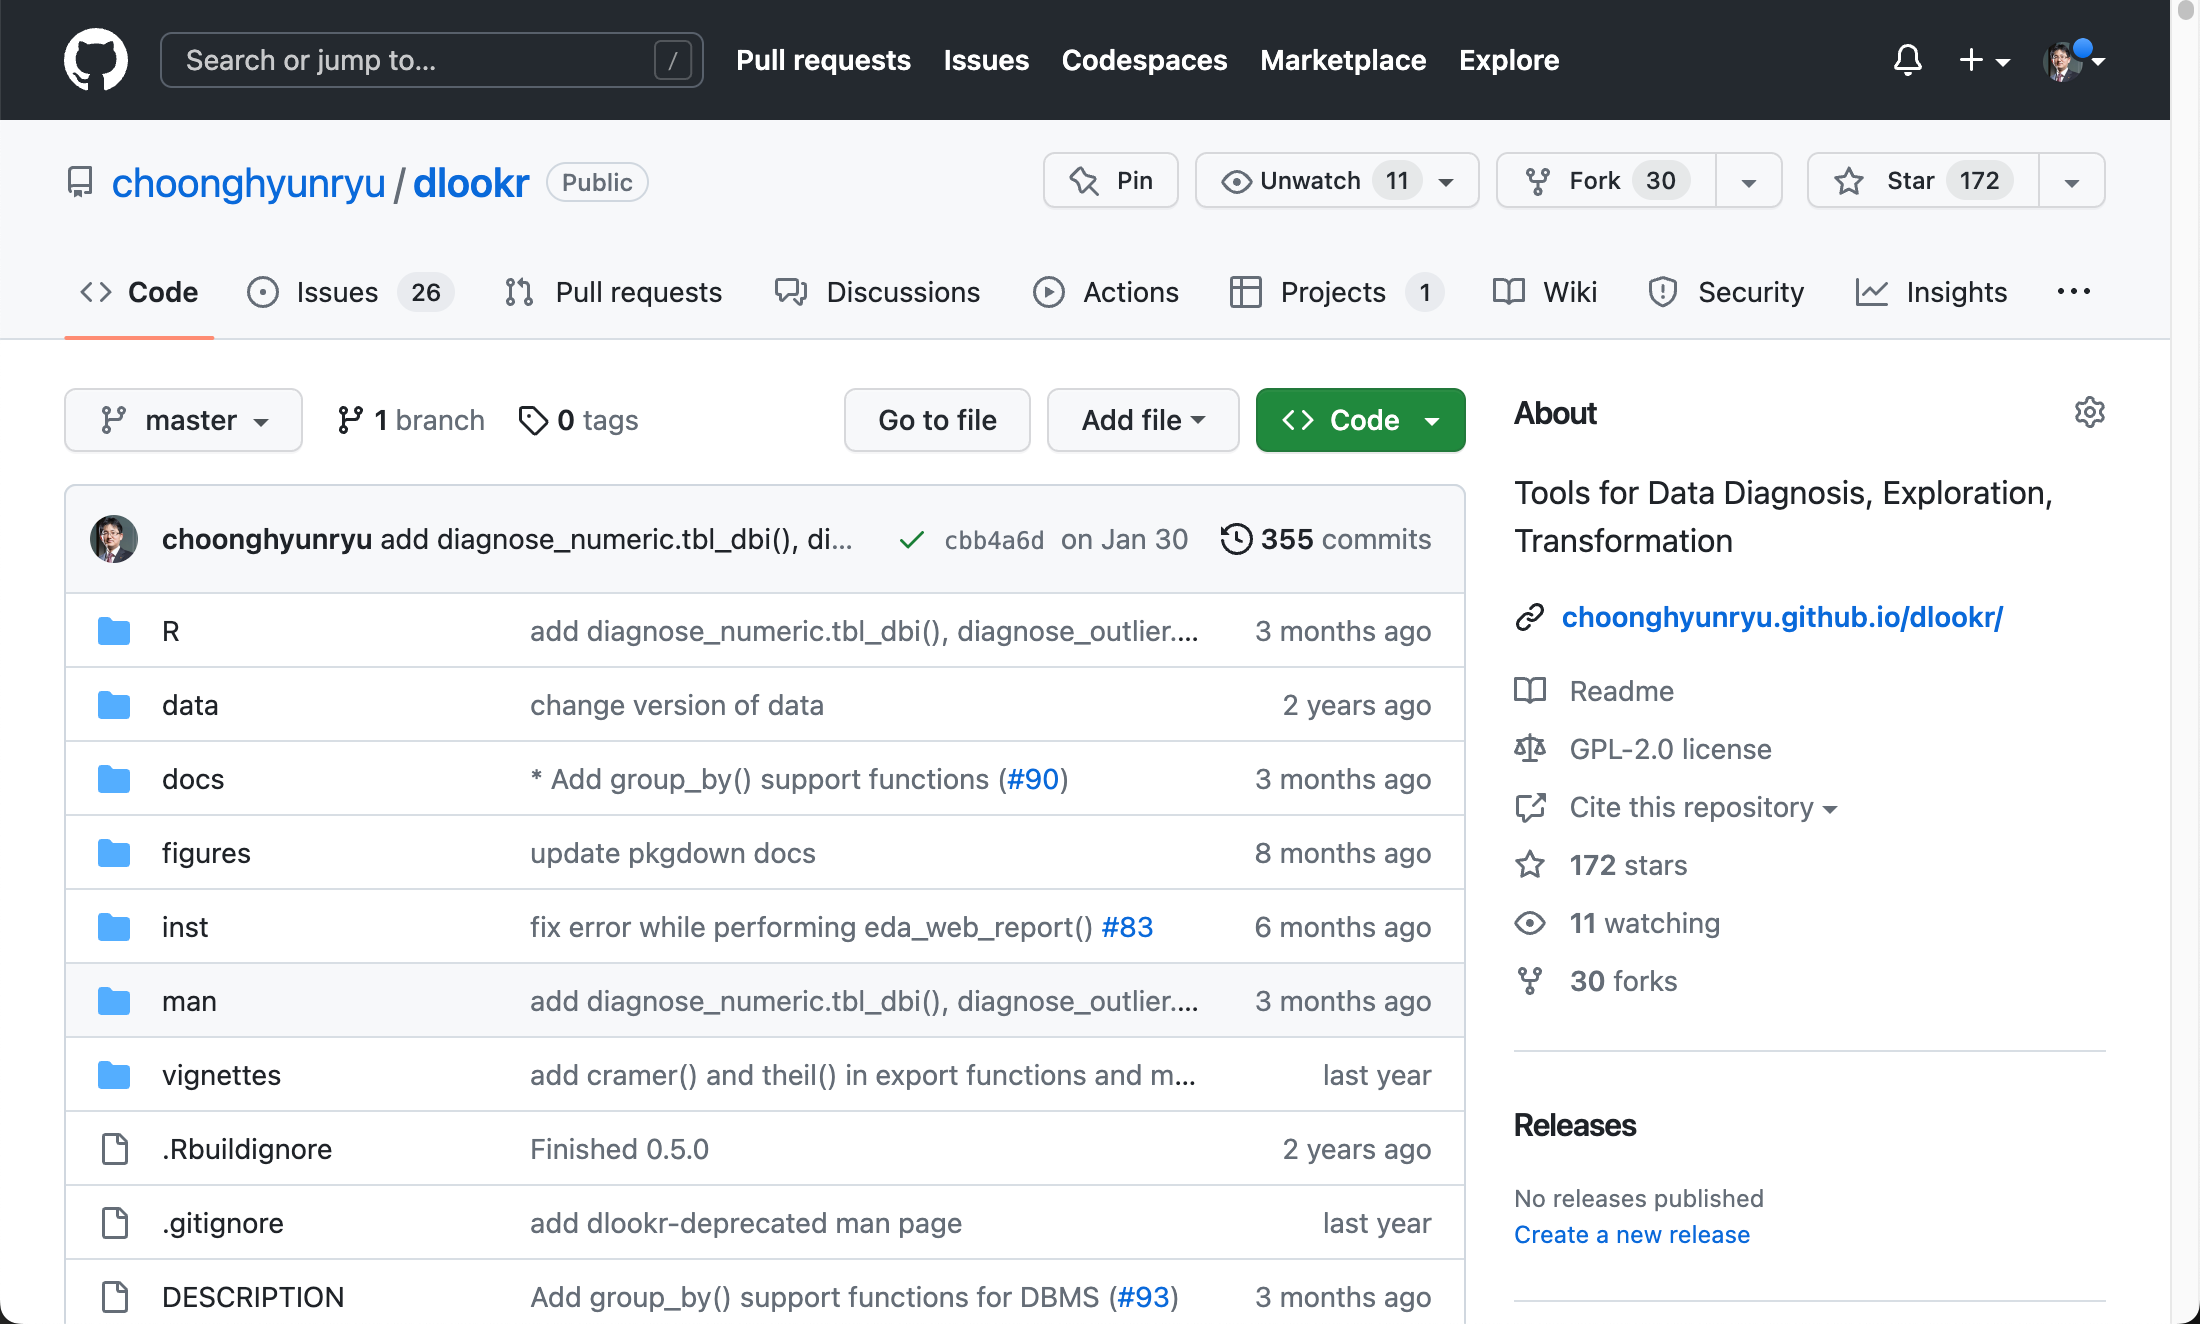 Search or jump to... /
Pull requests Issues Codespaces Marketplace Explore
choonghyunryu / dlookr Public
Pin Unwatch 11 Fork 30 Star 172
Code Issues 26 Pull requests Discussions Actions Projects 1 Wiki Security Insights ...
master 1 branch 0 tags Go to file Add file Code
choonghyunryu add diagnose_numeric.tbl_dbi(), di... cbb4a6d on Jan 30 355 commits
R add diagnose_numeric.tbl_dbi(), diagnose_outlier.... 3 months ago
data change version of data 2 years ago
docs * Add group_by() support functions (#90) 3 months ago
figures update pkgdown docs 8 months ago
inst fix error while performing eda_web_report() #83 6 months ago
man add diagnose_numeric.tbl_dbi(), diagnose_outlier.... 3 months ago
vignettes add cramer() and theil() in export functions and m... last year
.Rbuildignore Finished 0.5.0 2 years ago
.gitignore add dlookr-deprecated man page last year
DESCRIPTION Add group_by() support functions for DBMS (#93) 3 months ago
About
Tools for Data Diagnosis, Exploration,
Transformation
choonghyunryu.github.io/dlookr/
Readme
GPL-2.0 license
Cite this repository
172 stars
11 watching
30 forks
Releases
No releases published
Create a new release